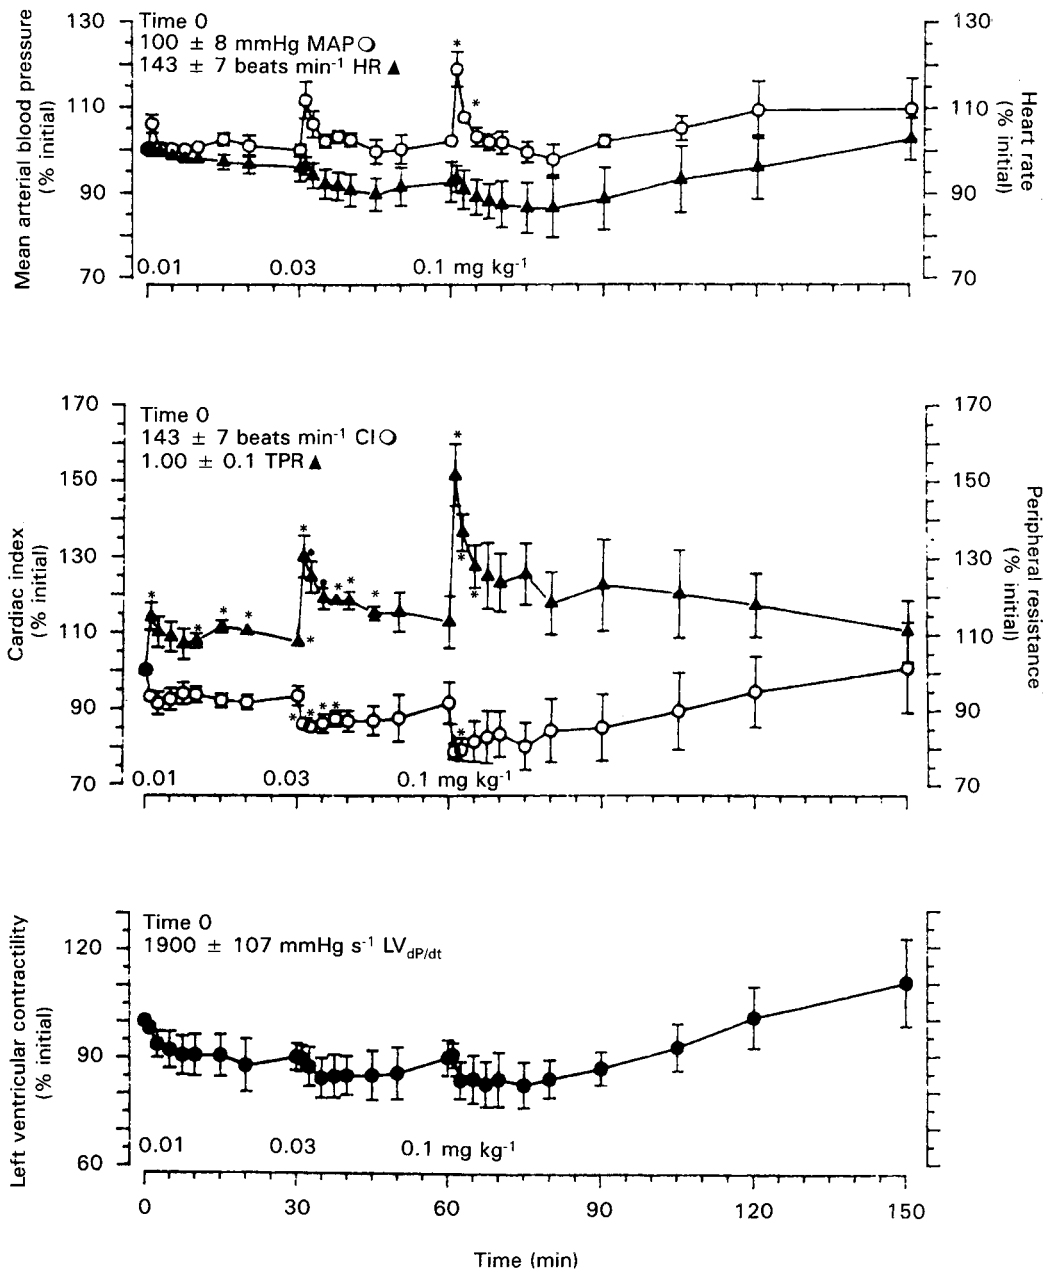 Mean arterial blood pressure
(% initial)
130
110
90
70
Time 0
100 ± 8 mmHg MAP ○
143 ± 7 beats min⁻¹ HR ▲
*
*
0.01
0.03
0.1 mg kg⁻¹
130
110
90
70
Heart rate
(% initial)
Cardiac index
(% initial)
170
150
130
110
90
70
Time 0
143 ± 7 beats min⁻¹ CI ○
1.00 ± 0.1 TPR ▲
0.01
0.03
0.1 mg kg⁻¹
170
150
130
110
90
70
Peripheral resistance
(% initial)
Left ventricular contractility
(% initial)
120
90
60
Time 0
1900 ± 107 mmHg s⁻¹ LVdP/dt
0.01
0.03
0.1 mg kg⁻¹
0
30
60
90
120
150
Time (min)